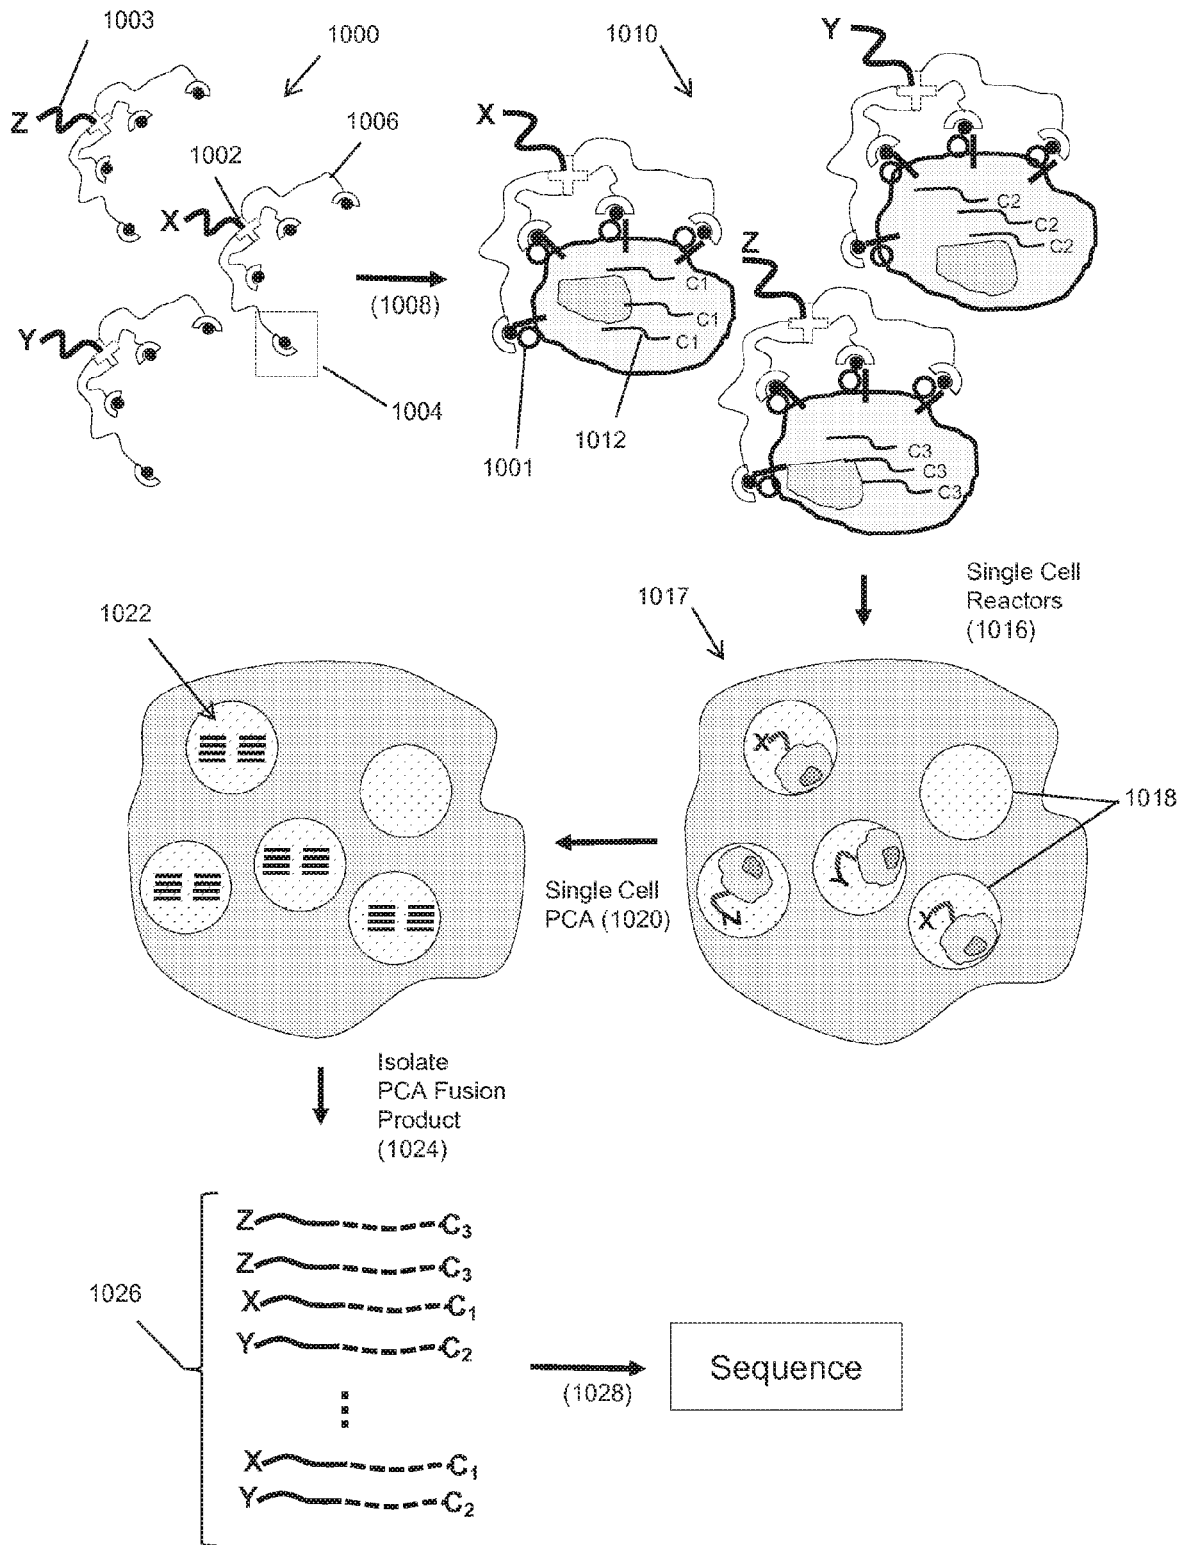 1003
1000
1010
Y
Z
1006
1002
X
X
C2
C2
C2
Z
(1008)
C1
C1
C1
Y
1004
1001
1012
C3
C3
C3
Single Cell
Reactors
(1016)
1017
1022
X
1018
Z
Y
X
Single Cell
PCA (1020)
Isolate
PCA Fusion
Product
(1024)
Z C3
Z C3
X C1
Y C2
1026
(1028)
Sequence
X C1
Y C2